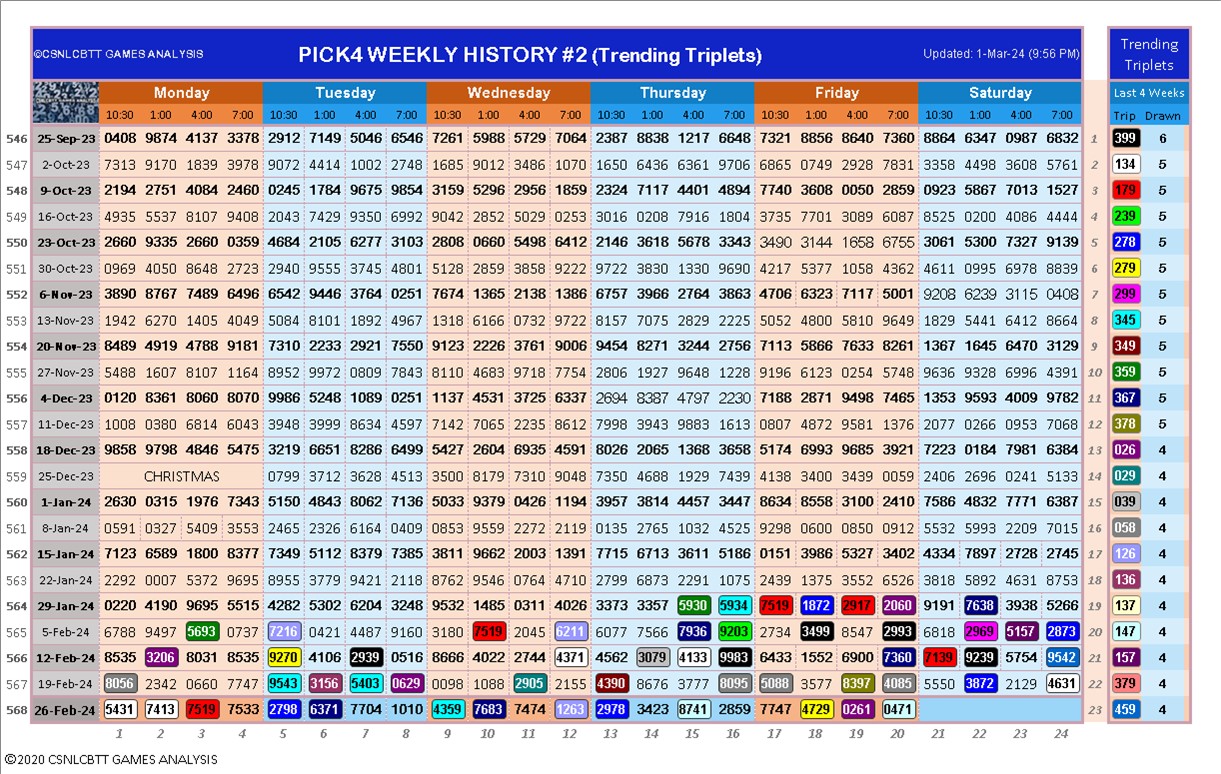 ©CSNLCBTT GAMES ANALYSIS PICK4 WEEKLY HISTORY #2 (Trending Triplets) Updated: 1-Mar-24 (9:56 PM) Trending
Triplets
Monday Tuesday Wednesday Thursday Friday Saturday Last 4 Weeks
10:30 1:00 4:00 7:00 10:30 1:00 4:00 7:00 10:30 1:00 4:00 7:00 10:30 1:00 4:00 7:00 10:30 1:00 4:00 7:00 10:30 1:00 4:00 7:00 Trip Drawn
546 25-Sep-23 0408 9874 4137 3378 2912 7149 5046 6546 7261 5988 5729 7064 2387 8838 1217 6648 7321 8856 8640 7360 8864 6347 0987 6832 1 399 6
547 2-Oct-23 7313 9170 1839 3978 9072 4414 1002 2748 1685 9012 3486 1070 1650 6436 6361 9706 6865 0749 2928 7831 3358 4498 3608 5761 2 134 5
548 9-Oct-23 2194 2751 4084 2460 0245 1784 9675 9854 3159 5296 2956 1859 2324 7117 4401 4894 7740 3608 0050 2859 0923 5867 7013 1527 3 179 5
549 16-Oct-23 4935 5537 8107 9408 2043 7429 9350 6992 9042 2852 5029 0253 3016 0208 7916 1804 3735 7701 3089 6087 8525 0200 4086 4444 4 239 5
550 23-Oct-23 2660 9335 2660 0359 4684 2105 6277 3103 2808 0660 5498 6412 2146 3618 5678 3343 3490 3144 1658 6755 3061 5300 7327 9139 5 278 5
551 30-Oct-23 0969 4050 8648 2723 2940 9555 3745 4801 5128 2859 3858 9222 9722 3830 1330 9690 4217 5377 1058 4362 4611 0995 6978 8839 6 279 5
552 6-Nov-23 3890 8767 7489 6496 6542 9446 3764 0251 7674 1365 2138 1386 6757 3966 2764 3863 4706 6323 7117 5001 9208 6239 3115 0408 7 299 5
553 13-Nov-23 1942 6270 1405 4049 5084 8101 1892 4967 1318 6166 0732 9722 8157 7075 2829 2225 5052 4800 5810 9649 1829 5441 6412 8664 8 345 5
554 20-Nov-23 8489 4919 4788 9181 7310 2233 2921 7550 9123 2226 3761 9006 9454 8271 3244 2756 7113 5866 7633 8261 1367 1645 6470 3129 9 349 5
555 27-Nov-23 5488 1607 8107 1164 8952 9972 0809 7843 8110 4683 9718 7754 2806 1927 9648 1228 9196 6123 0254 5748 9636 9328 6996 4391 10 359 5
556 4-Dec-23 0120 8361 8060 8070 9986 5248 1089 0251 1137 4531 3725 6337 2694 8387 4797 2230 7188 2871 9498 7465 1353 9593 4009 9782 11 367 5
557 11-Dec-23 1008 0380 6814 6043 3948 3999 8634 4597 7142 7065 2235 8612 7998 3943 9883 1613 0807 4872 9581 1376 2077 0266 0953 7068 12 378 5
558 18-Dec-23 9858 9798 4846 5475 3219 6651 8286 6499 5427 2604 6935 4591 8026 2065 1368 3658 5174 6993 9685 3921 7223 0184 7981 6384 13 026 4
559 25-Dec-23 CHRISTMAS 0799 3712 3628 4513 3500 8179 7310 9048 7350 4688 1929 7439 4138 3400 3439 0059 2406 2696 0241 5133 14 029 4
560 1-Jan-24 2630 0315 1976 7343 5150 4843 8062 7136 9033 9379 0426 1194 3957 3814 4457 3447 8634 8558 3100 2410 7586 4832 7771 6387 15 039 4
561 8-Jan-24 0591 0327 5409 3553 2465 2326 6164 0409 0853 9559 2272 2119 0135 2765 1032 4525 9298 0600 0850 0912 5532 5993 2209 7015 16 058 4
562 15-Jan-24 7123 6589 1800 8377 7349 5112 8379 7385 3811 9662 2003 1391 7715 6713 3611 5186 0151 3986 5327 3402 4334 7897 2728 2745 17 126 4
563 22-Jan-24 2292 0007 5372 9695 8955 3779 9421 2118 8762 9546 0764 4710 2799 6873 2291 1075 2439 1375 3552 6526 3818 5892 4631 8753 18 136 4
564 29-Jan-24 0220 4190 9695 5515 4282 5302 6204 3248 9532 1485 0311 4026 3373 3357 5930 5934 7519 1872 2917 2060 9191 7638 3938 5266 19 137 4
565 5-Feb-24 6788 9497 5693 0737 7216 0421 4487 9160 3180 7519 2045 6211 6077 7566 7936 9203 2734 3499 8547 2993 6818 2969 5157 2873 20 147 4
566 12-Feb-24 8535 3206 8031 8535 9270 4106 2939 0516 8666 4022 2744 4371 4562 3079 4133 9983 6433 1552 6900 7360 7139 9239 5754 9542 21 157 4
567 19-Feb-24 8056 2342 0660 7747 9543 3156 5403 0629 0098 1088 2905 2155 4390 8676 3777 8095 5088 3577 8397 4085 5550 3872 2129 4631 22 379 4
568 26-Feb-24 5431 7413 7519 7533 2798 6371 7704 1010 4359 7683 7474 1263 2978 3423 8741 2859 7747 4729 0261 0471 23 459 4
1 2 3 4 5 6 7 8 9 10 11 12 13 14 15 16 17 18 19 20 21 22 23 24
©2020 CSNLCBTT GAMES ANALYSIS